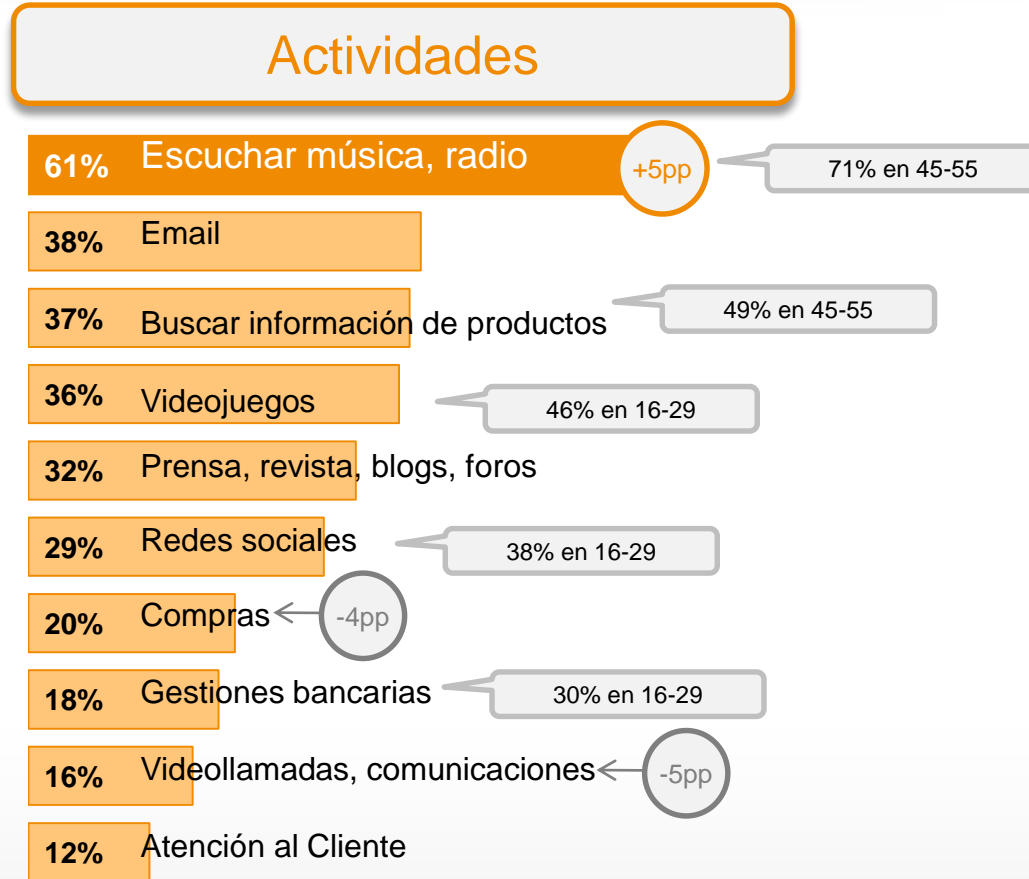 Actividades
61% Escuchar música, radio +5pp 71% en 45-55
38% Email
37% Buscar información de productos 49% en 45-55
36% Videojuegos 46% en 16-29
32% Prensa, revista, blogs, foros
29% Redes sociales 38% en 16-29
20% Compras -4pp
18% Gestiones bancarias 30% en 16-29
16% Videollamadas, comunicaciones -5pp
12% Atención al Cliente